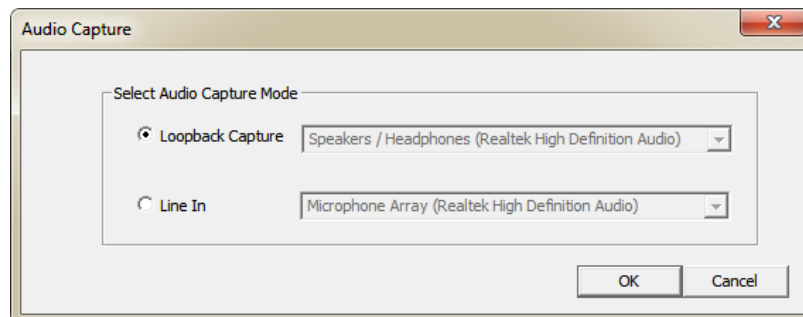 Audio Capture
Select Audio Capture Mode
Loopback Capture
Speakers / Headphones (Realtek High Definition Audio)
Line In
Microphone Array (Realtek High Definition Audio)
OK
Cancel